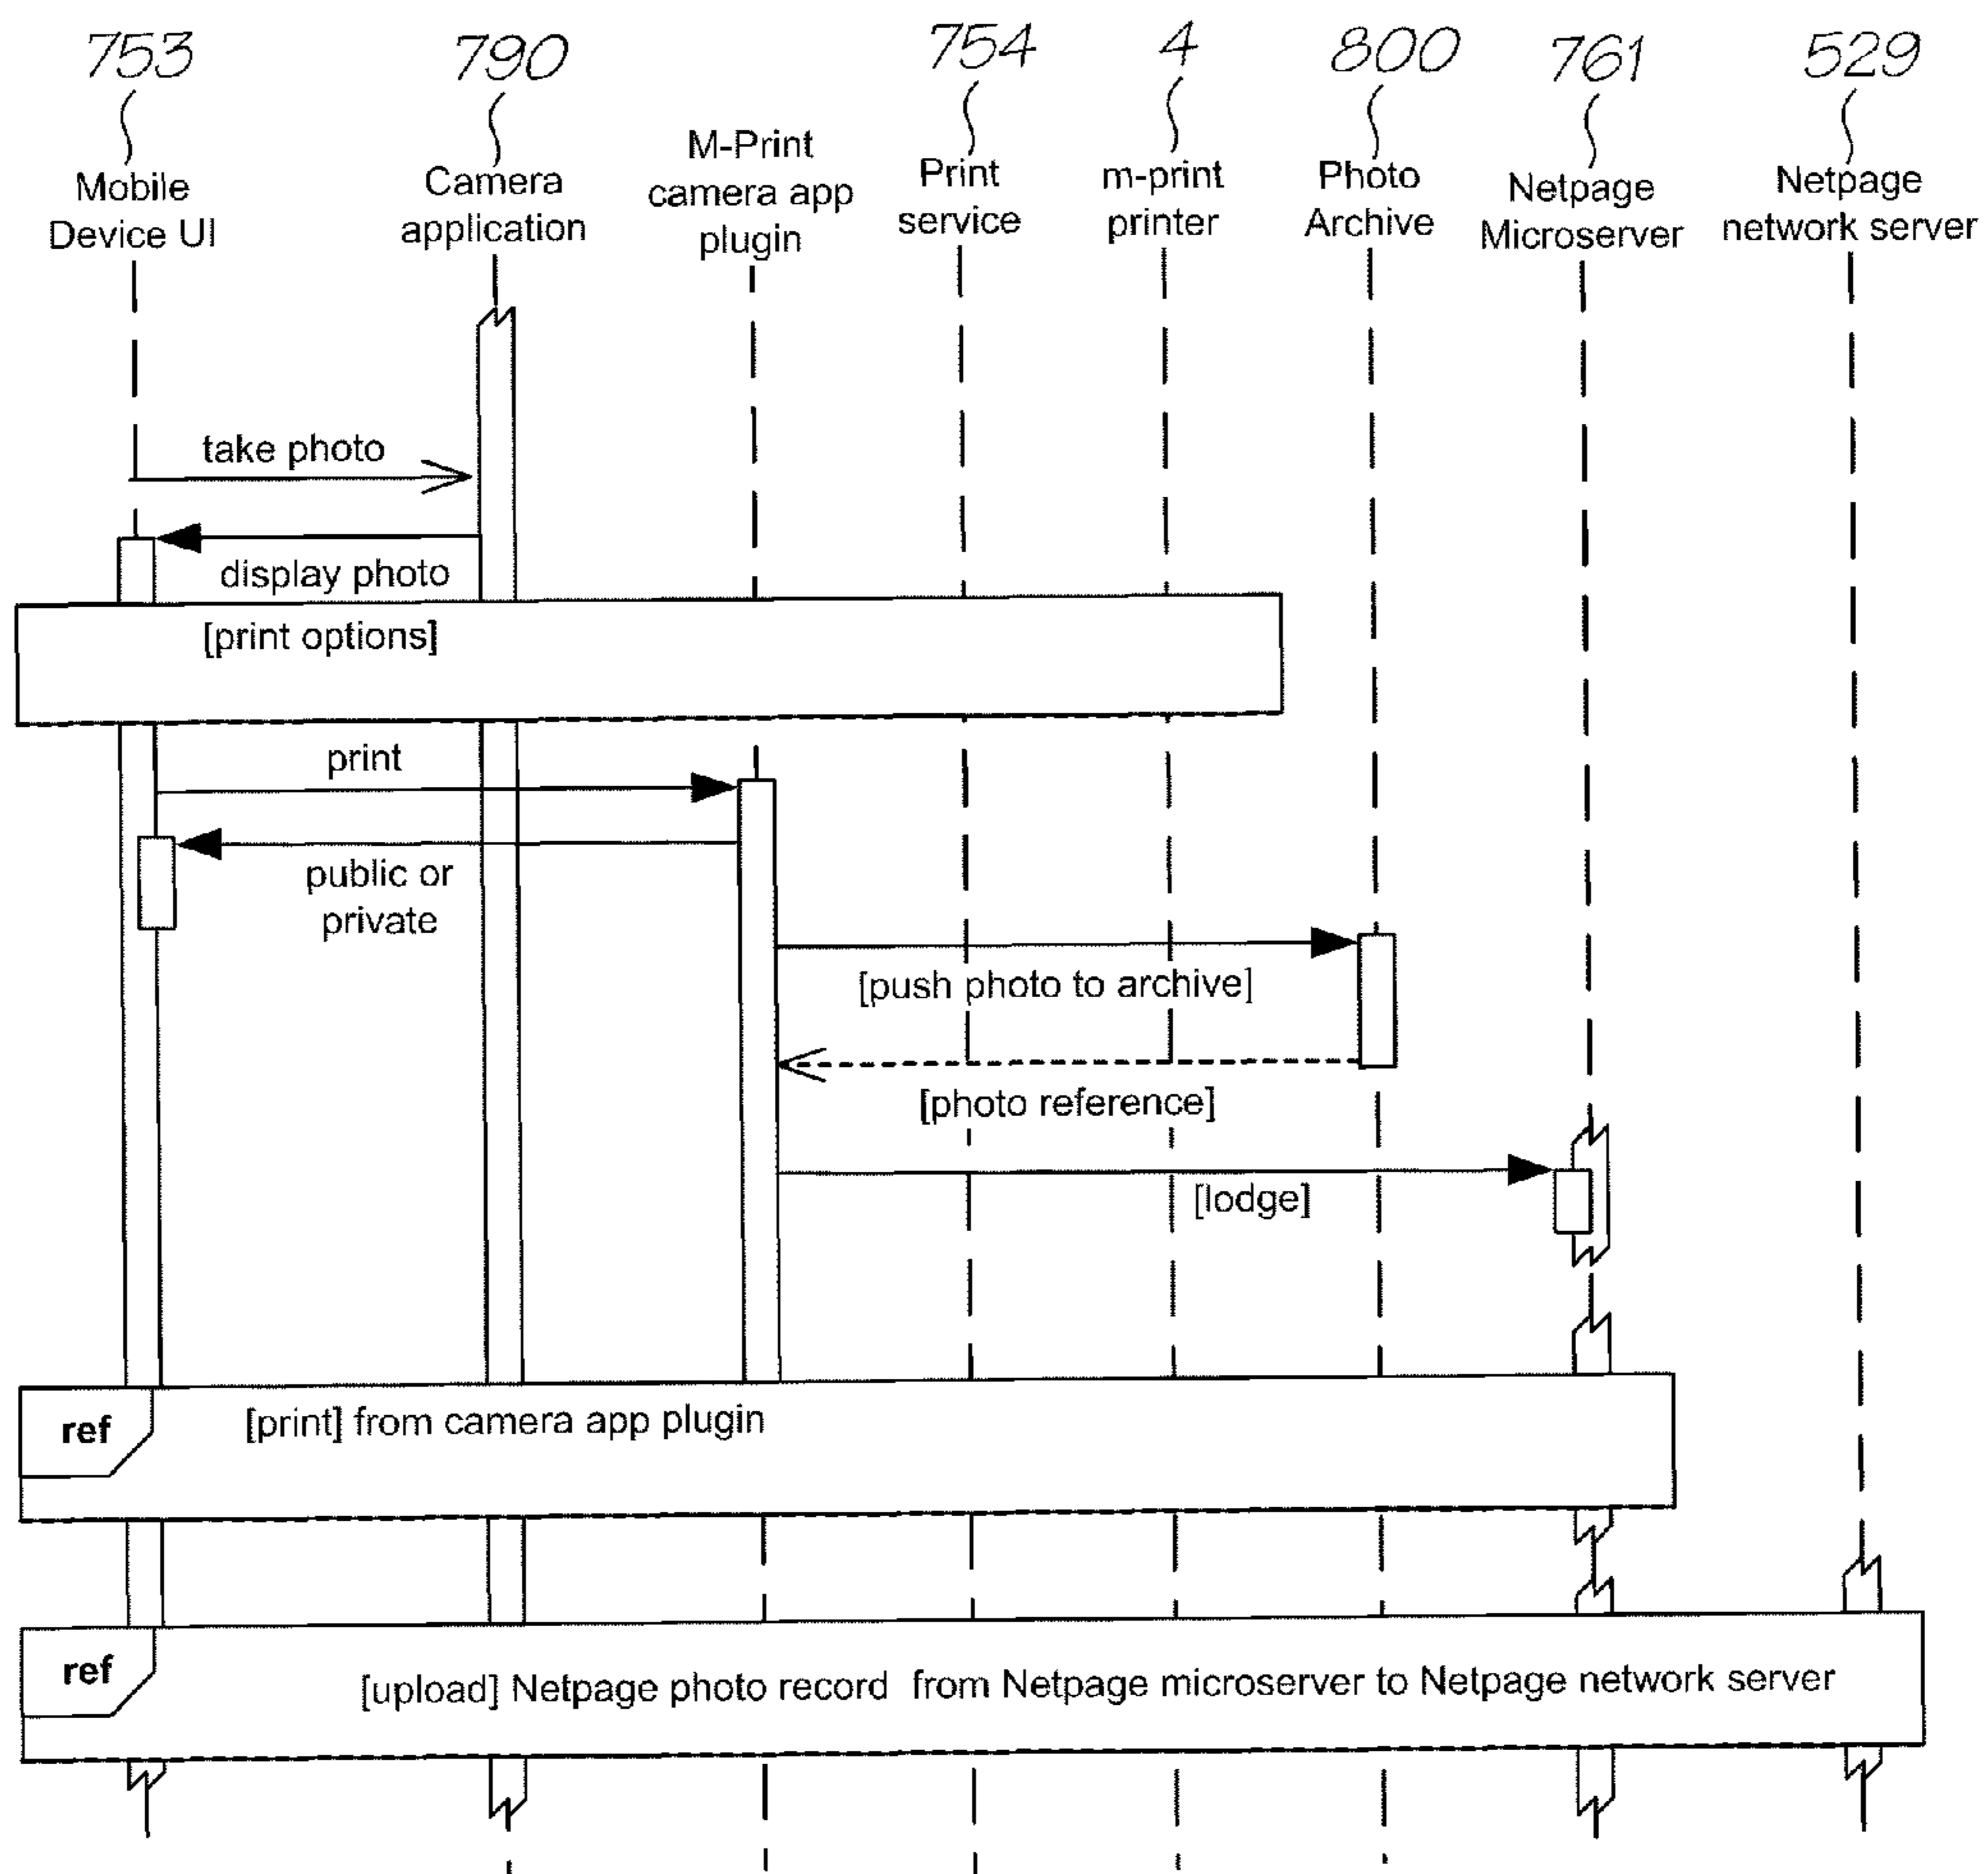 753
790
754
4
800
761
529
Mobile
Device UI
Camera
application
M-Print
camera app
plugin
Print
service
m-print
printer
Photo
Archive
Netpage
Microserver
Netpage
network server
take photo
display photo
[print options]
print
public or
private
[push photo to archive]
[photo reference]
[lodge]
ref
[print] from camera app plugin
ref
[upload] Netpage photo record from Netpage microserver to Netpage network server